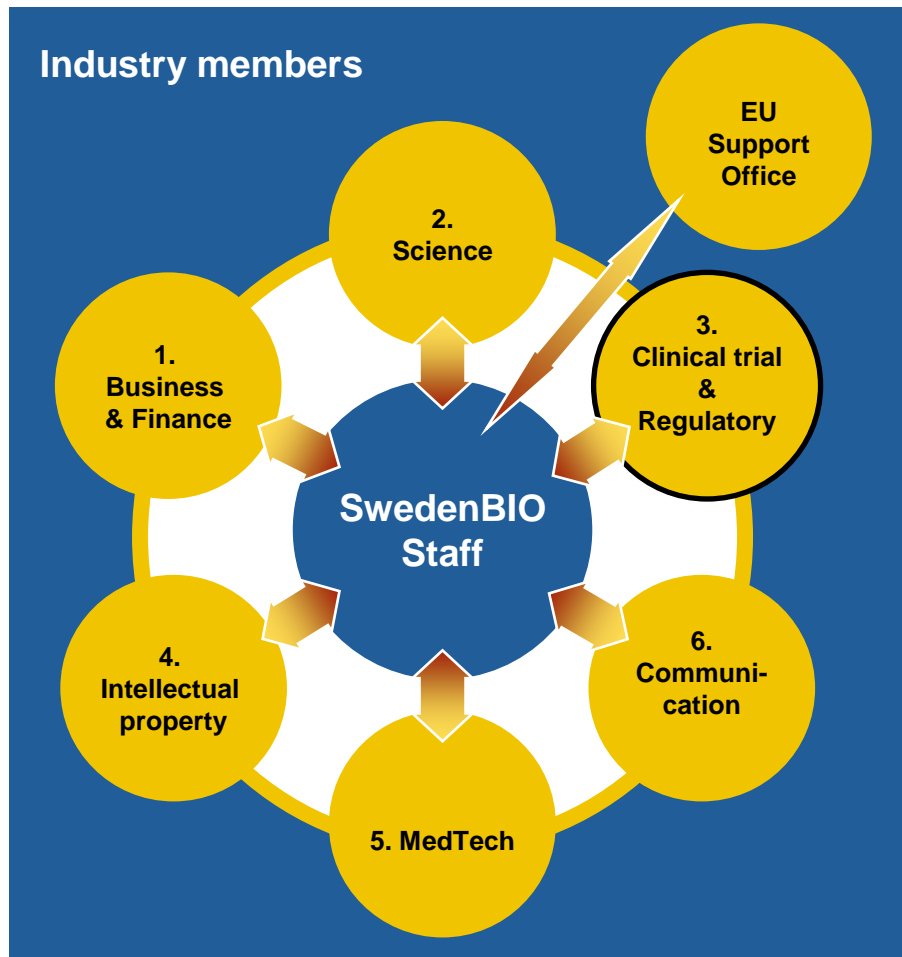 Industry members
EU
Support
Office
2.
Science
3.
Clinical trial
&
Regulatory
1.
Business
& Finance
SwedenBIO
Staff
4.
Intellectual
property
6.
Communi-
cation
5. MedTech